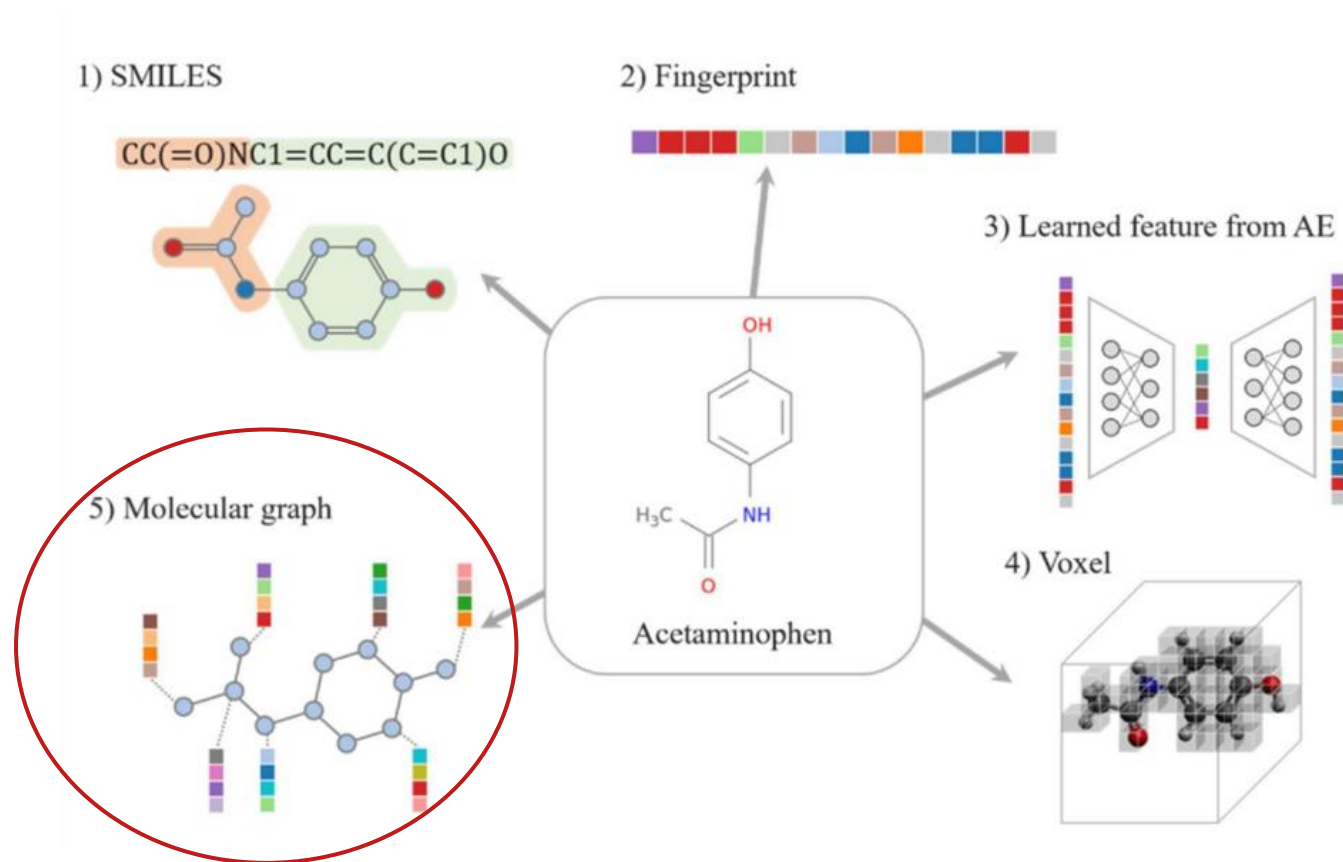 1) SMILES
CC(=O)NC1=CC=C(C=C1)O
2) Fingerprint
3) Learned feature from AE
OH
NH
H₃C
O
Acetaminophen
4) Voxel
5) Molecular graph